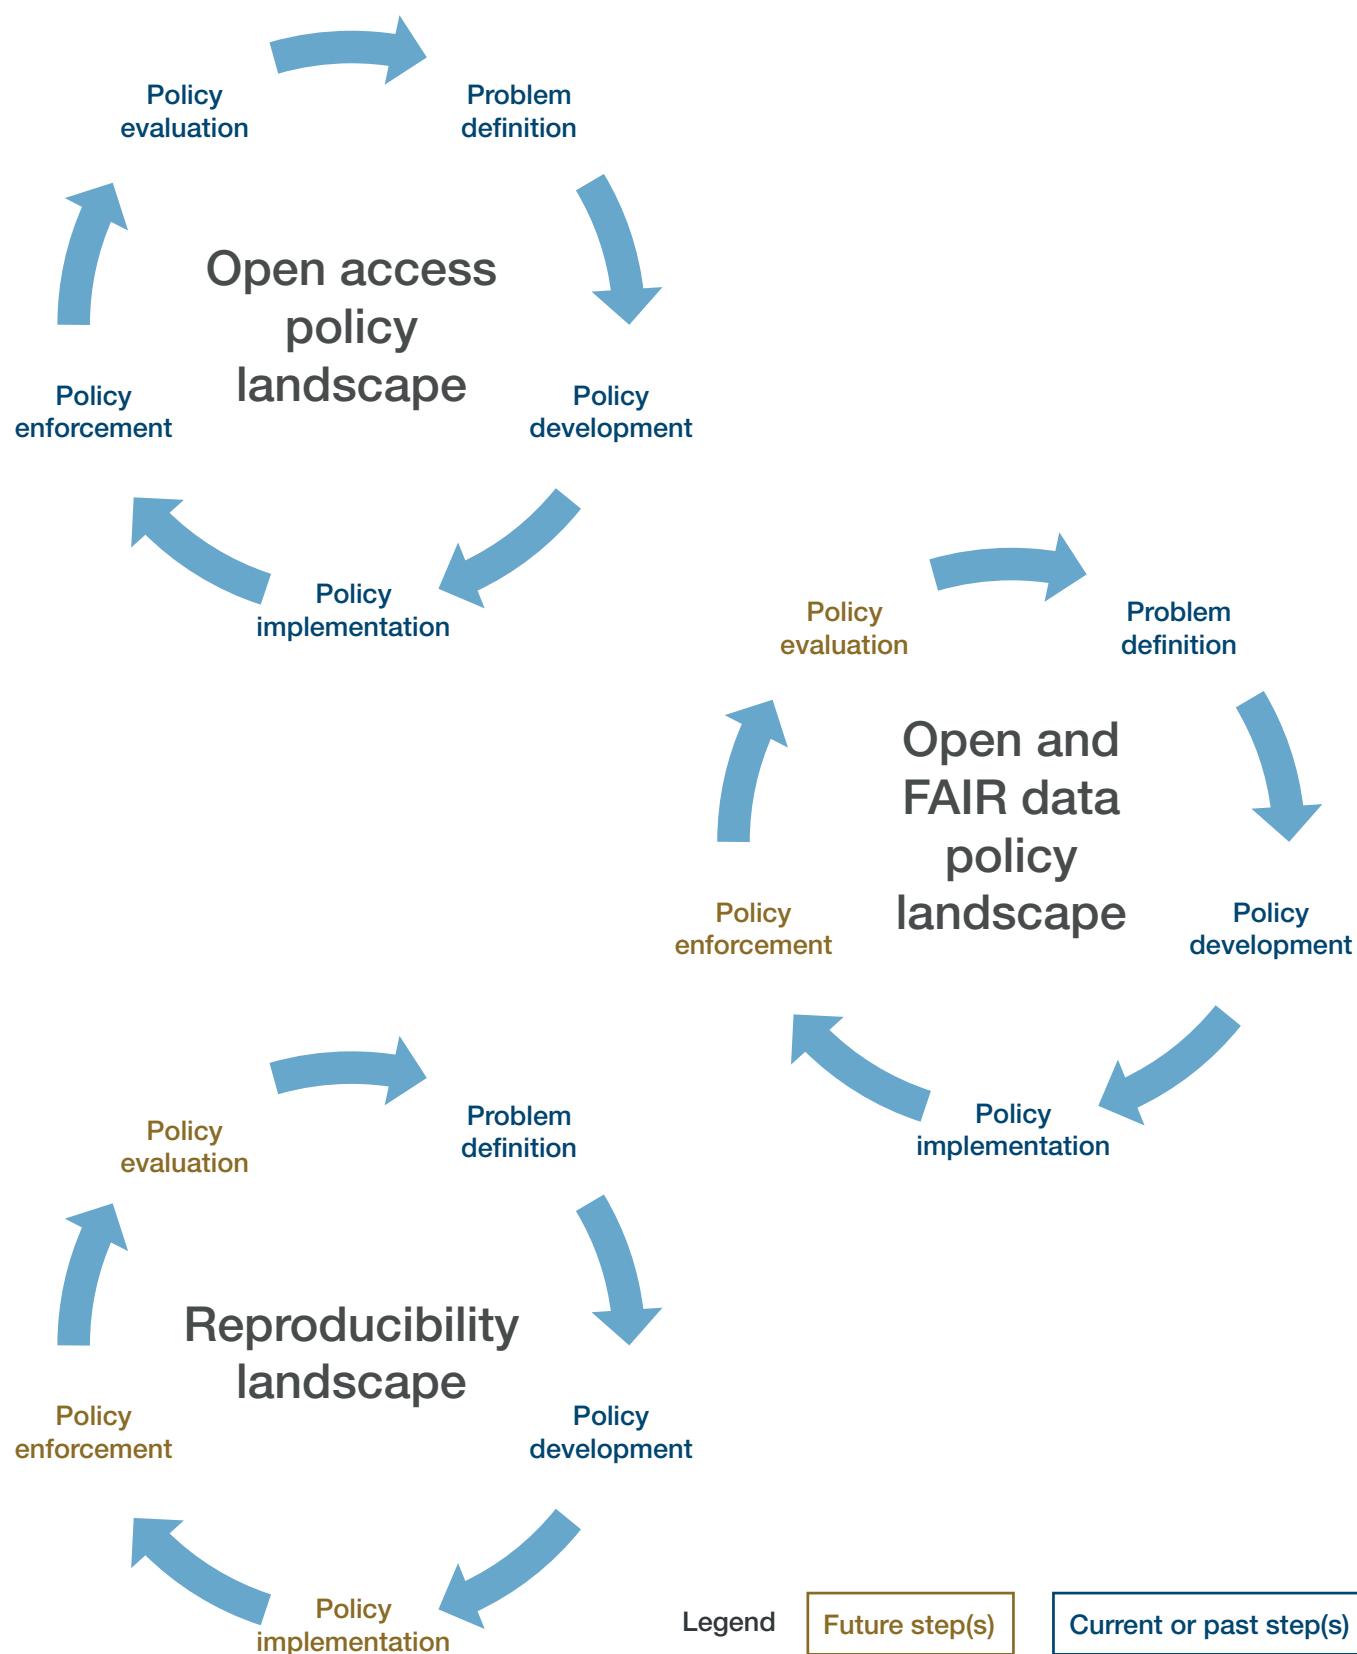 Policy
evaluation
Problem
definition
Open access
policy
landscape
Policy
enforcement
Policy
development
Policy
implementation
Policy
evaluation
Problem
definition
Open and
FAIR data
policy
landscape
Policy
enforcement
Policy
development
Policy
implementation
Policy
evaluation
Problem
definition
Reproducibility
landscape
Policy
enforcement
Policy
development
Policy
implementation
Legend
Future step(s)
Current or past step(s)